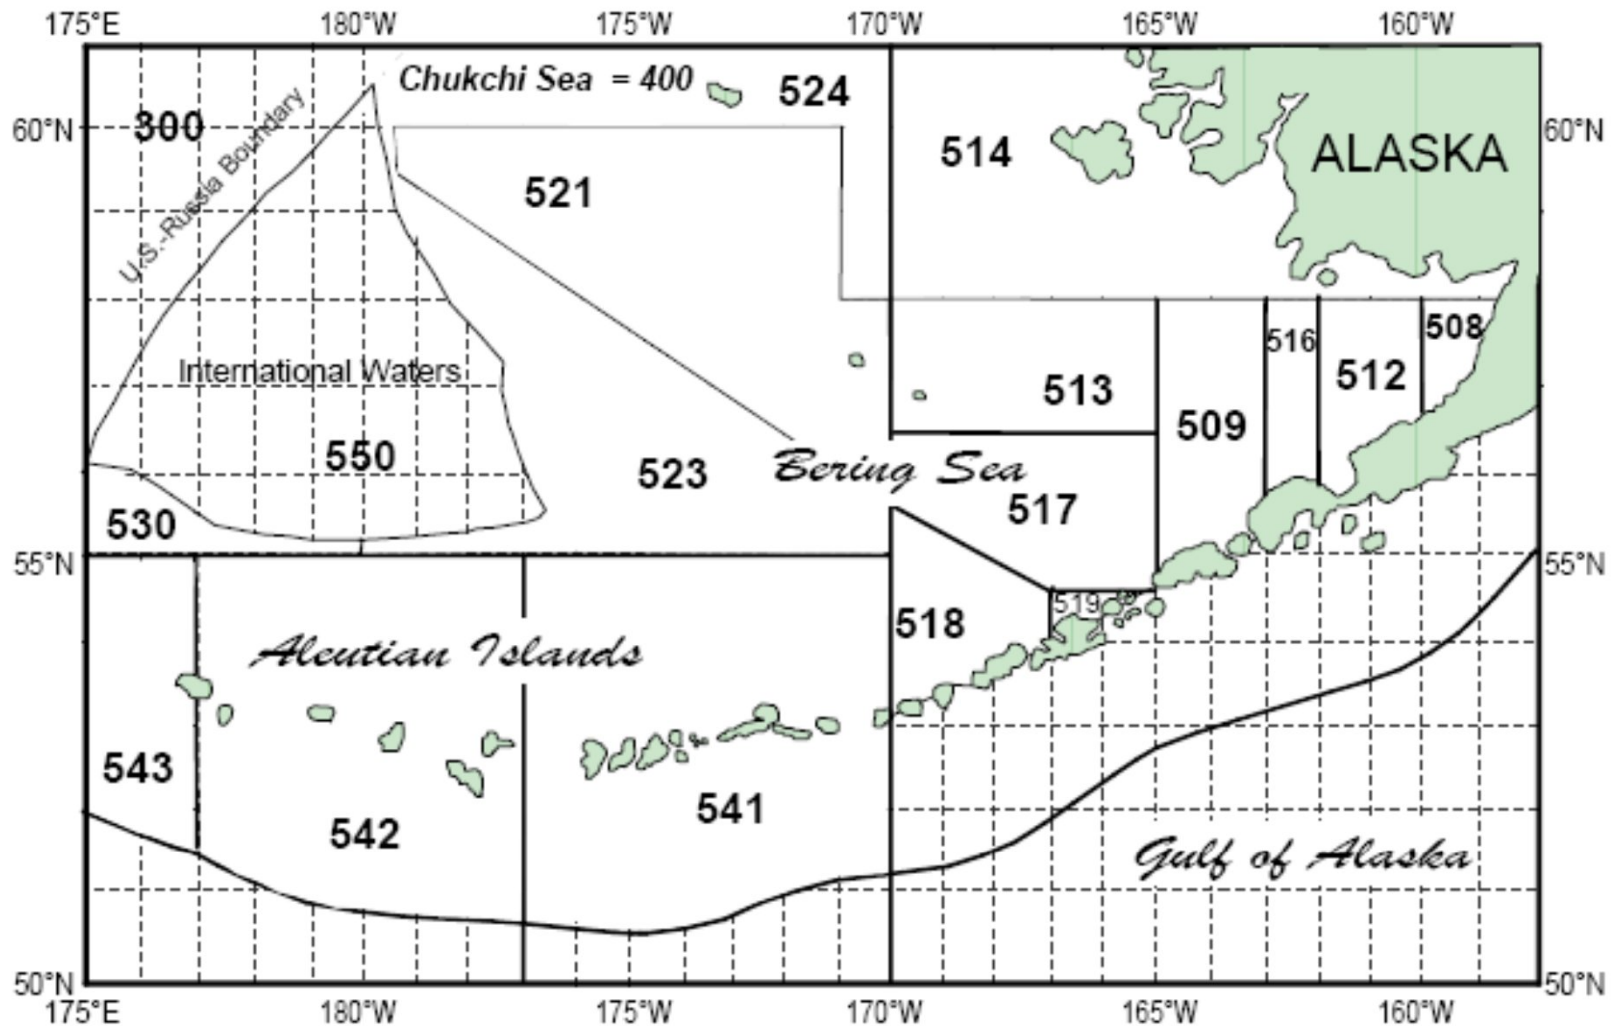 175°E 180°W 175°W 170°W 165°W 160°W
Chukchi Sea = 400
524
60°N
300
60°N
514
ALASKA
U.S.-Russia Boundary
521
508
516
International Waters
512
513
509
550
Bering Sea
523
517
530
55°N
55°N
519
518
Aleutian Islands
543
541
542
Gulf of Alaska
50°N
50°N
175°E 180°W 175°W 170°W 165°W 160°W